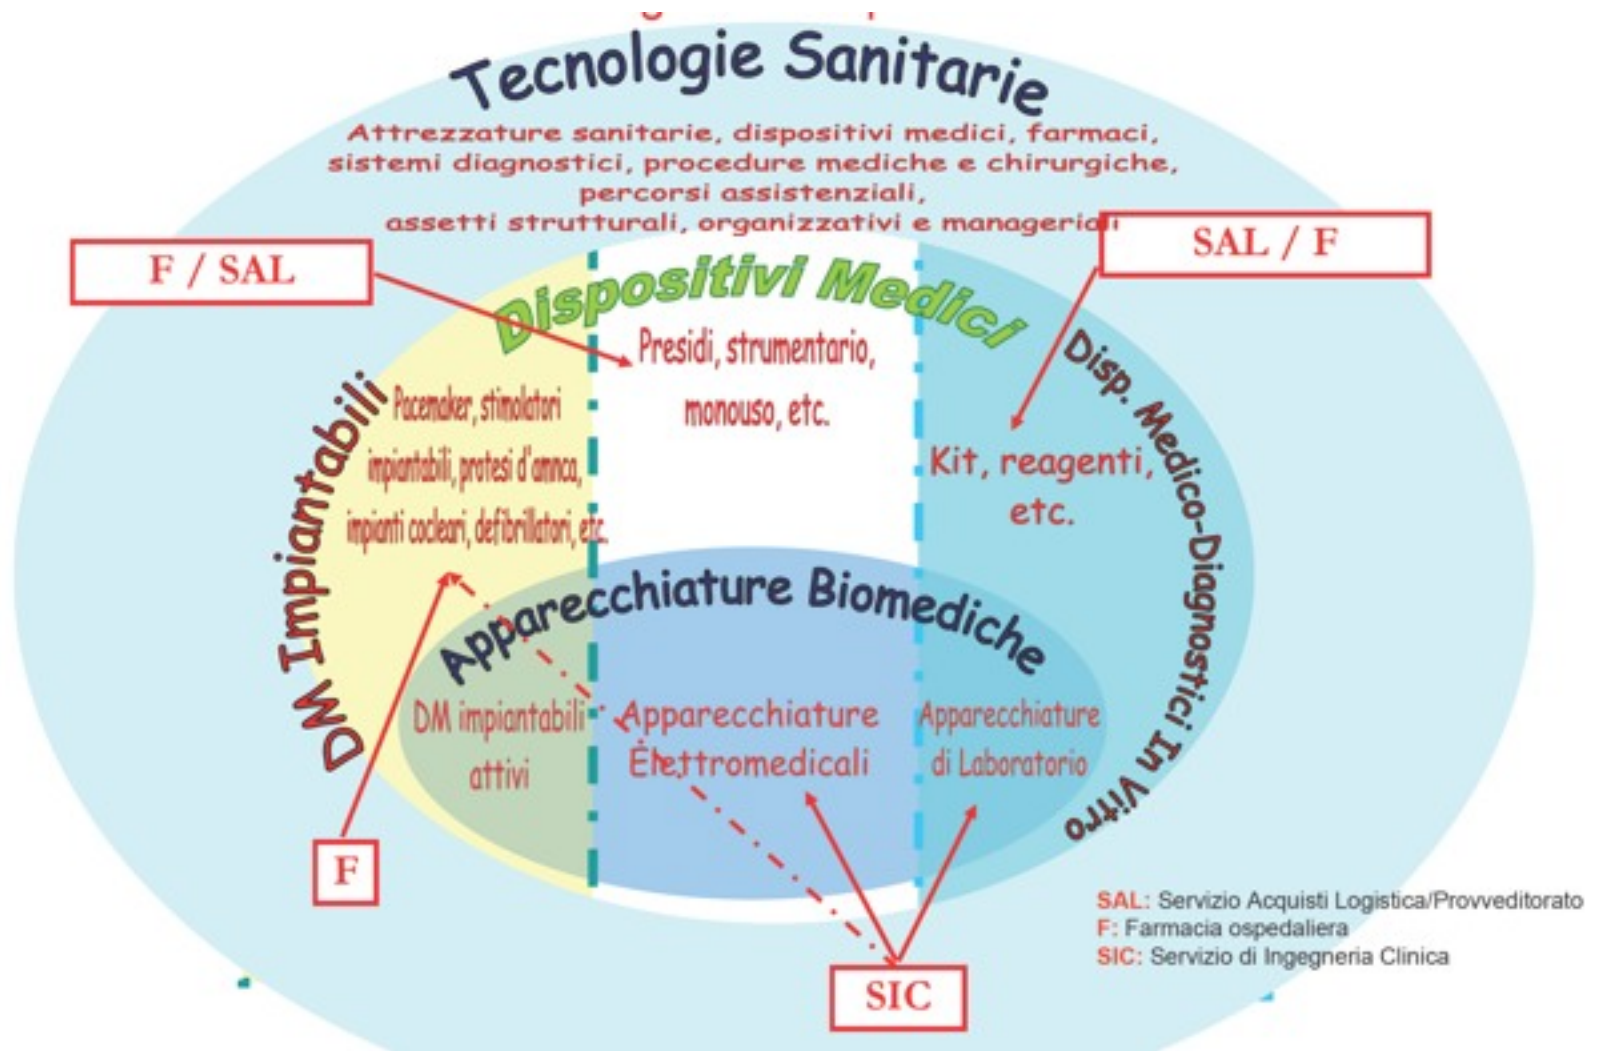 Tecnologie Sanitarie
Attrezzature sanitarie, dispositivi medici, farmaci,
sistemi diagnostici, procedure mediche e chirurgiche,
percorsi assistenziali,
assetti strutturali, organizzativi e manageriali
F / SAL
SAL / F
Dispositivi Medici
Presidi, strumentario,
monouso, etc.
DM Impiantabili
Pacemaker, stimolatori
impiantabili, protesi d'amnca,
impianti cocleari, defibrillatori, etc.
Disp. Medico-Diagnostici In Vitro
Kit, reagenti,
etc.
Apparecchiature Biomediche
DM impiantabili
attivi
Apparecchiature
Elettromedicali
Apparecchiature
di Laboratorio
F
SIC
SAL: Servizio Acquisti Logistica/Provveditorato
F: Farmacia ospedaliera
SIC: Servizio di Ingegneria Clinica